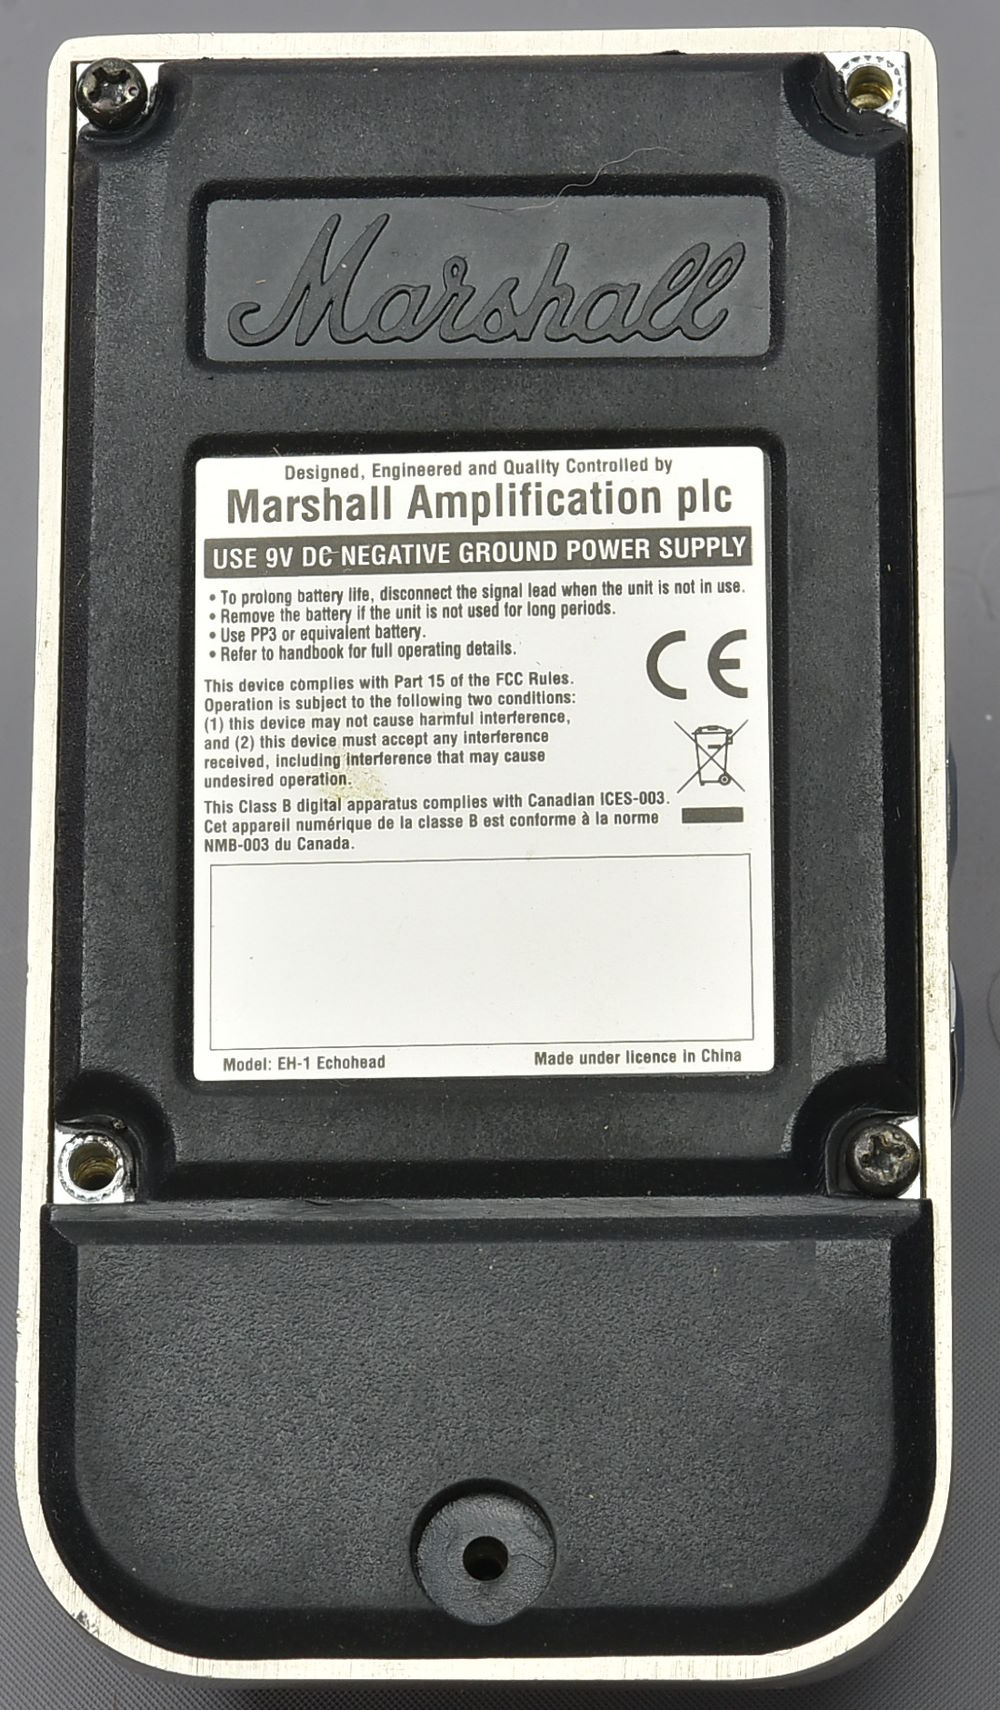 Marshall
Designed, Engineered and Quality Controlled by
Marshall Amplification plc
USE 9V DC NEGATIVE GROUND POWER SUPPLY
• To prolong battery life, disconnect the signal lead when the unit is not in use.
• Remove the battery if the unit is not used for long periods.
• Use PP3 or equivalent battery.
• Refer to handbook for full operating details.
CE
This device complies with Part 15 of the FCC Rules.
Operation is subject to the following two conditions:
(1) this device may not cause harmful interference,
and (2) this device must accept any interference
received, including interference that may cause
undesired operation.
This Class B digital apparatus complies with Canadian ICES-003.
Cet appareil numérique de la classe B est conforme à la norme
NMB-003 du Canada.
Model: EH-1 Echohead
Made under licence in China